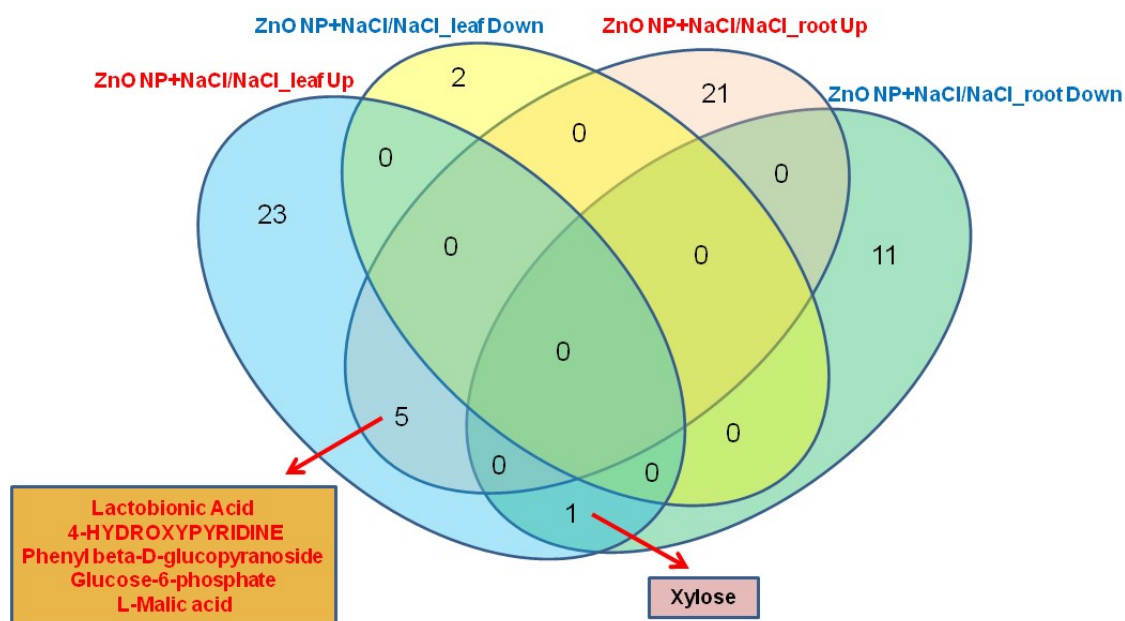 ZnO NP+NaCl/NaCl_leaf Down
ZnO NP+NaCl/NaCl_root Up
ZnO NP+NaCl/NaCl_leaf Up
ZnO NP+NaCl/NaCl_root Down
2
21
0
0
0
23
0
0
11
0
5
0
0
0
1
Lactobionic Acid
4-HYDROXYPYRIDINE
Phenyl beta-D-glucopyranoside
Glucose-6-phosphate
L-Malic acid
Xylose